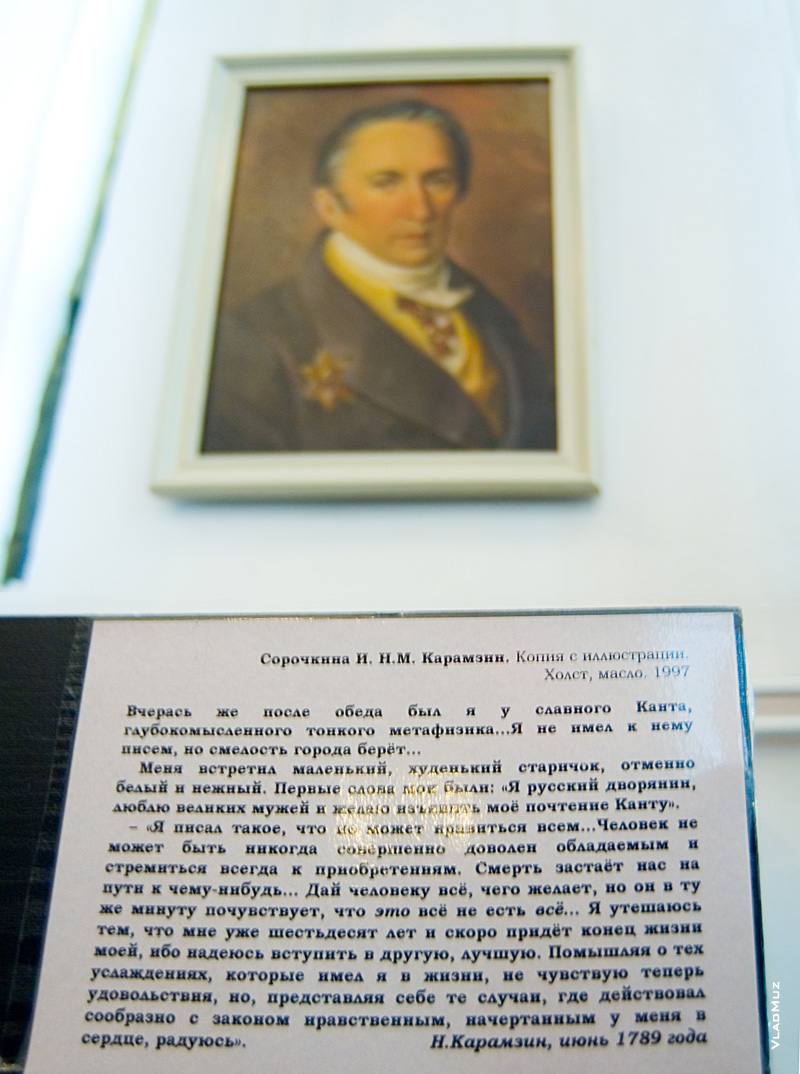 Сорочкина И. Н.М. Карамзин. Копия с иллюстрации.
Холст, масло. 1997
Вчерась же после обеда был я у славного Канта,
глубокомысленного тонкого метафизика...Я не имел к нему
писем, но смелость города берёт...
Меня встретил маленький, худенький старичок, отменно
белый и нежный. Первые слова мои были: «Я русский дворянин,
люблю великих мужей и желаю изъявить моё почтение Канту».
– «Я писал такое, что не может нравиться всем...Человек не
может быть никогда совершенно доволен обладаемым и
стремиться всегда к приобретениям. Смерть застаёт нас на
пути к чему-нибудь... Дай человеку всё, чего желает, но он в ту
же минуту почувствует, что это всё не есть всё... Я утешаюсь
тем, что мне уже шестьдесят лет и скоро придёт конец жизни
моей, ибо надеюсь вступить в другую, лучшую. Помышляя о тех
услаждениях, которые имел я в жизни, не чувствую теперь
удовольствия, но, представляя себе те случаи, где действовал
сообразно с законом нравственным, начертанным у меня в
сердце, радуюсь». Н.Карамзин, июнь 1789 года
VLADMUZ